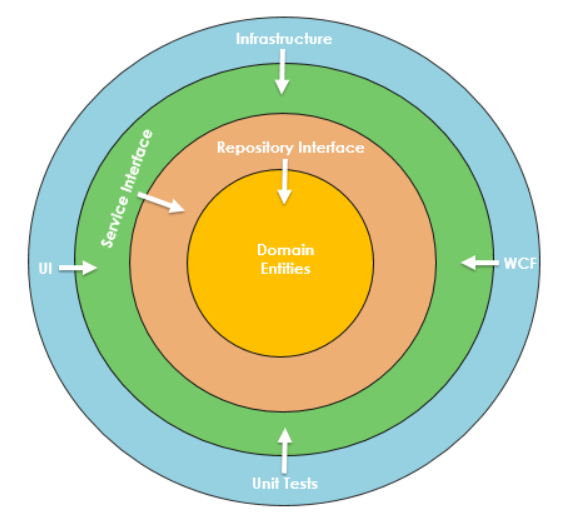 Infrastructure
Repository Interface
Service Interface
Domain
Entities
UI
WCF
Unit Tests